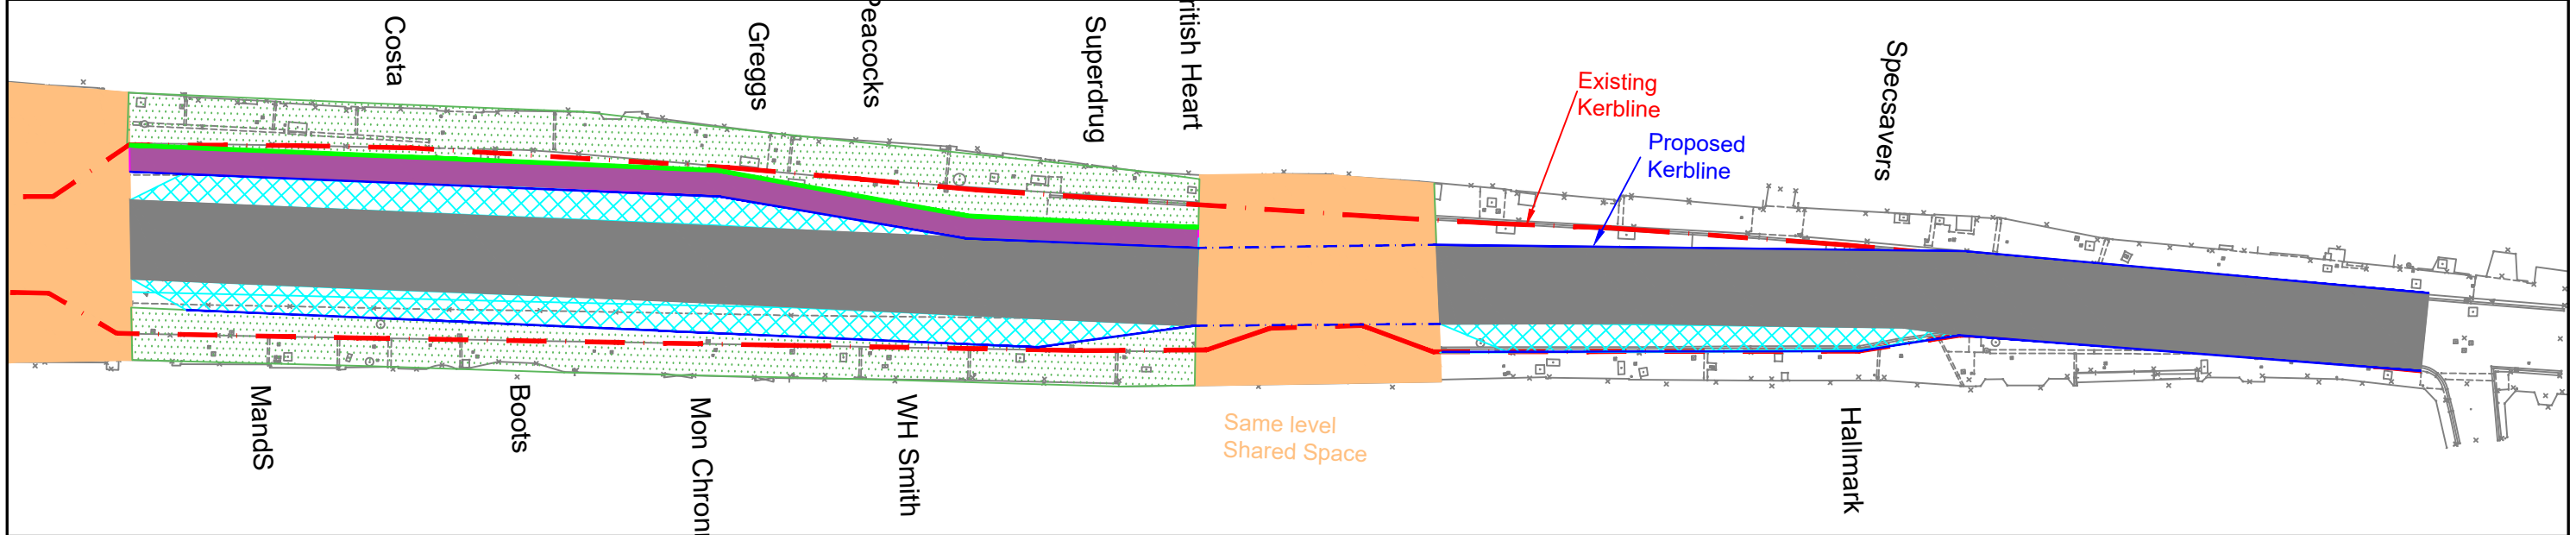 Costa
Greggs
Peacocks
Superdrug
ritish Heart
Existing
Kerbline
Proposed
Kerbline
Specsavers
MandS
Boots
Mon Chron
WH Smith
Same level
Shared Space
Hallmark